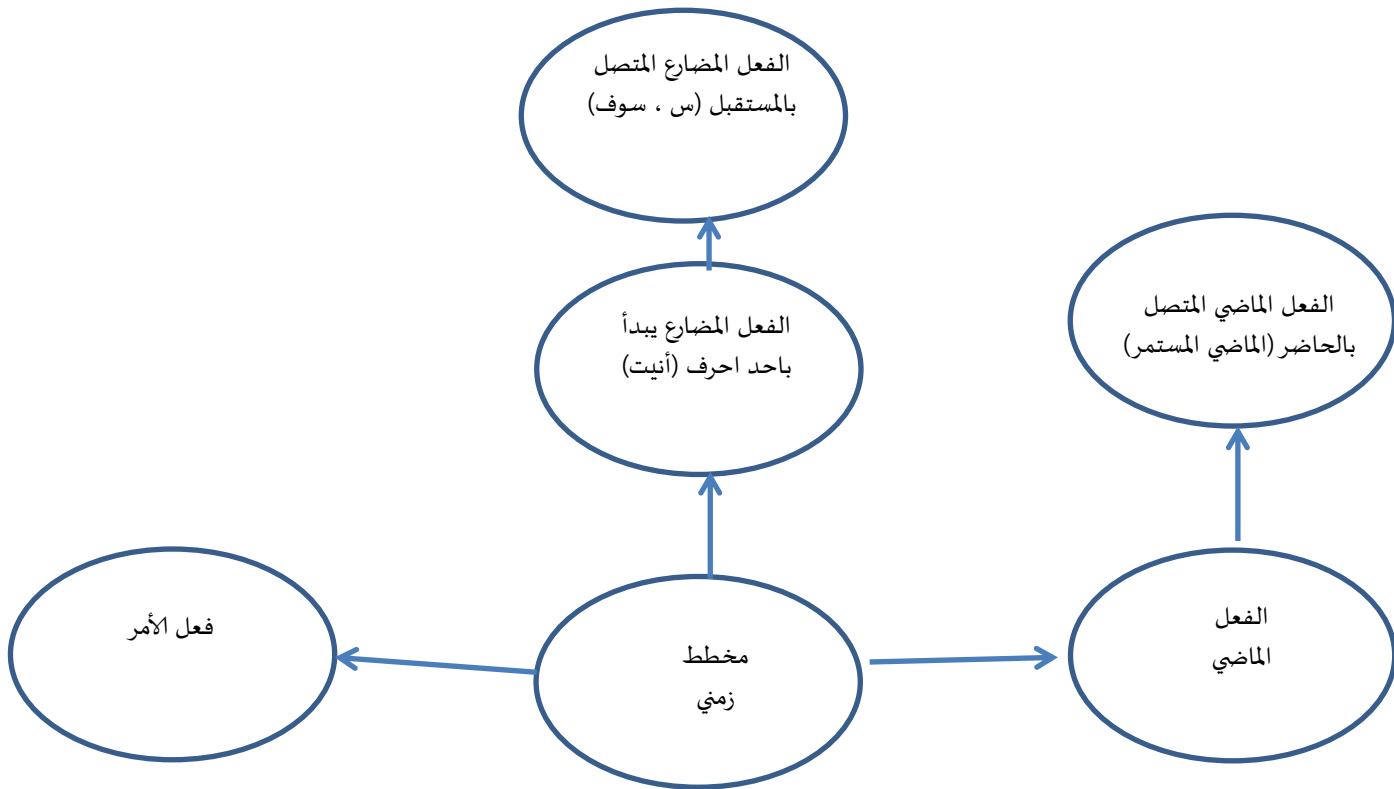 الفعل المضارع المتصل
بالمستقبل (س ، سوف)
الفعل المضارع يبدأ
باحد احرف (أنيت)
الفعل الماضي المتصل
بالحاضر (الماضي المستمر)
الفعل
الماضي
مخطط
زمني
فعل الأمر